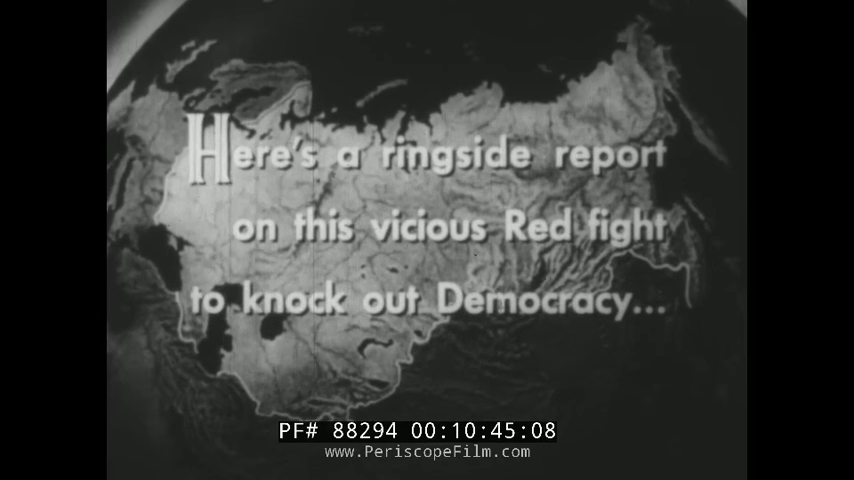 Here's a ringside report
on this vicious Red fight
to knock out Democracy...
PF# 88294 00:10:45:08
www.PeriscopeFilm.com